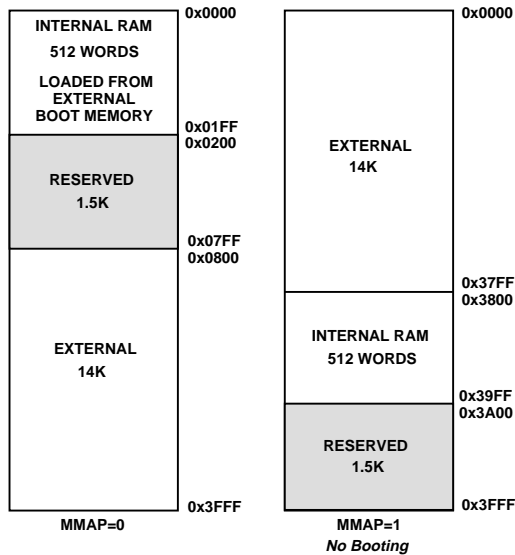 0x0000
INTERNAL RAM
512 WORDS
LOADED FROM
EXTERNAL
BOOT MEMORY
0x01FF
0x0200
RESERVED
1.5K
0x07FF
0x0800
EXTERNAL
14K
0x3FFF
MMAP=0
0x0000
EXTERNAL
14K
0x37FF
0x3800
INTERNAL RAM
512 WORDS
0x39FF
0x3A00
RESERVED
1.5K
0x3FFF
MMAP=1
No Booting